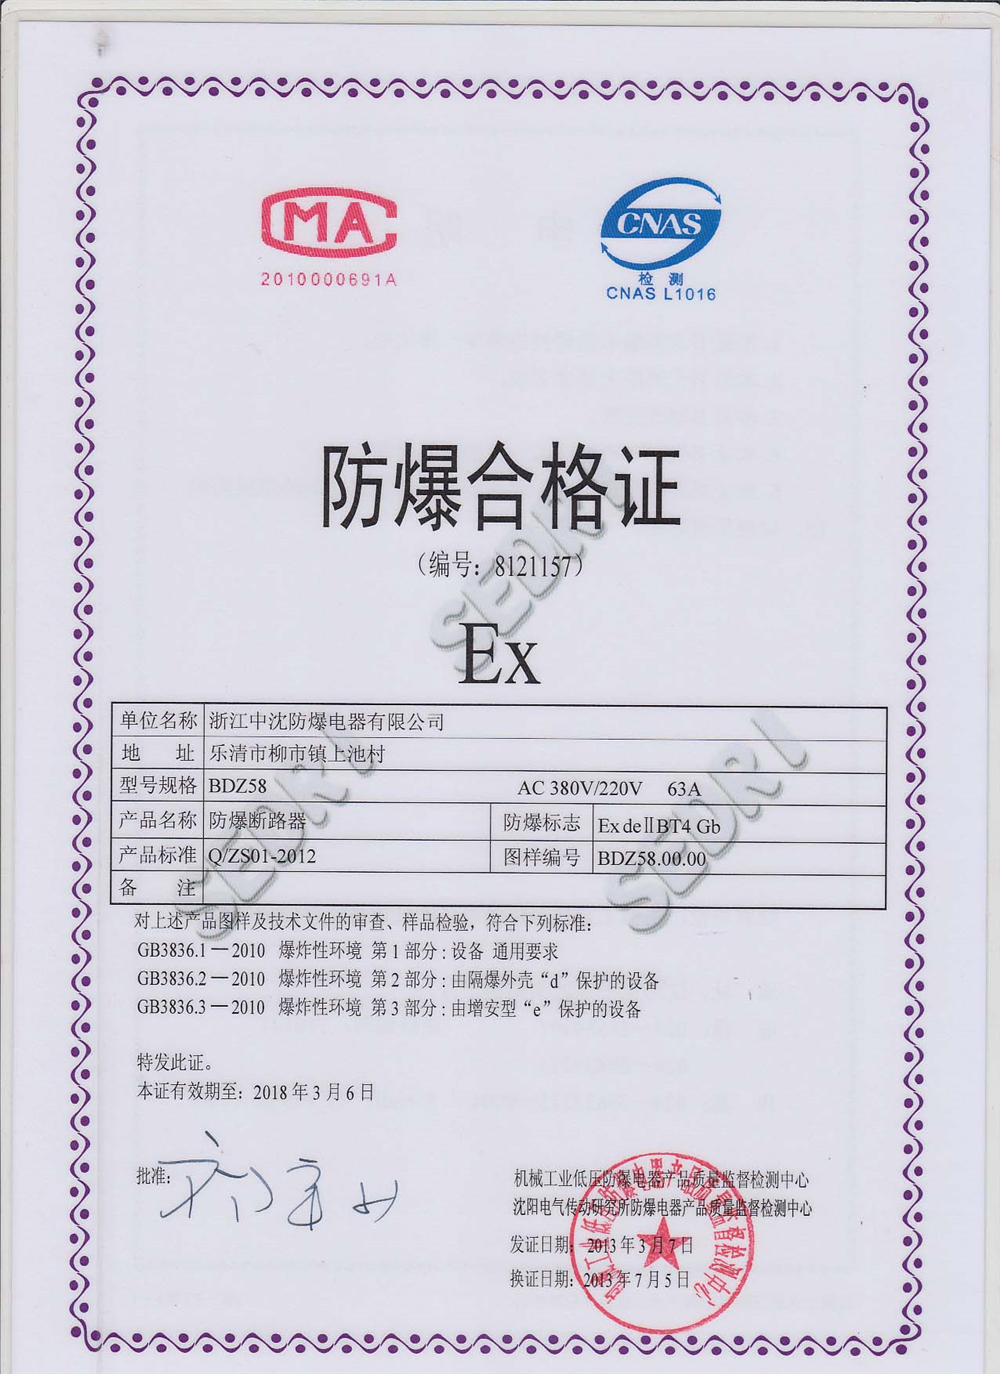 MA
2010000691A
CNAS
检 测
CNAS L1016
防爆合格证
（编号：8121157）
Ex
单位名称 浙江中沈防爆电器有限公司
地 址 乐清市柳市镇上池村
型号规格 BDZ58 AC 380V/220V 63A
产品名称 防爆断路器 防爆标志 Ex deⅡBT4 Gb
产品标准 Q/ZS01-2012 图样编号 BDZ58.00.00
备 注
对上述产品图样及技术文件的审查、样品检验，符合下列标准：
GB3836.1－2010 爆炸性环境 第1部分：设备 通用要求
GB3836.2－2010 爆炸性环境 第2部分：由隔爆外壳“d”保护的设备
GB3836.3－2010 爆炸性环境 第3部分：由增安型“e”保护的设备
特发此证。
本证有效期至：2018年3月6日
批准：
机械工业低压防爆电器产品质量监督检测中心
沈阳电气传动研究所防爆电器产品质量监督检测中心
发证日期：2013年3月7日
换证日期：2013年7月5日
SEDRI
SEDRI
SEDRI